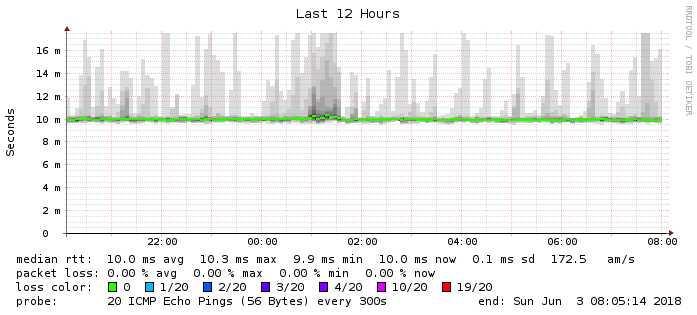 Last 12 Hours
RRDTOOL / TOBI OETIKER
Seconds
16 m
14 m
12 m
10 m
8 m
6 m
4 m
2 m
0
22:00 00:00 02:00 04:00 06:00 08:00
median rtt: 10.0 ms avg 10.3 ms max 9.9 ms min 10.0 ms now 0.1 ms sd 172.5 am/s
packet loss: 0.00 % avg 0.00 % max 0.00 % min 0.00 % now
loss color: 0 1/20 2/20 3/20 4/20 10/20 19/20
probe: 20 ICMP Echo Pings (56 Bytes) every 300s end: Sun Jun 3 08:05:14 2018